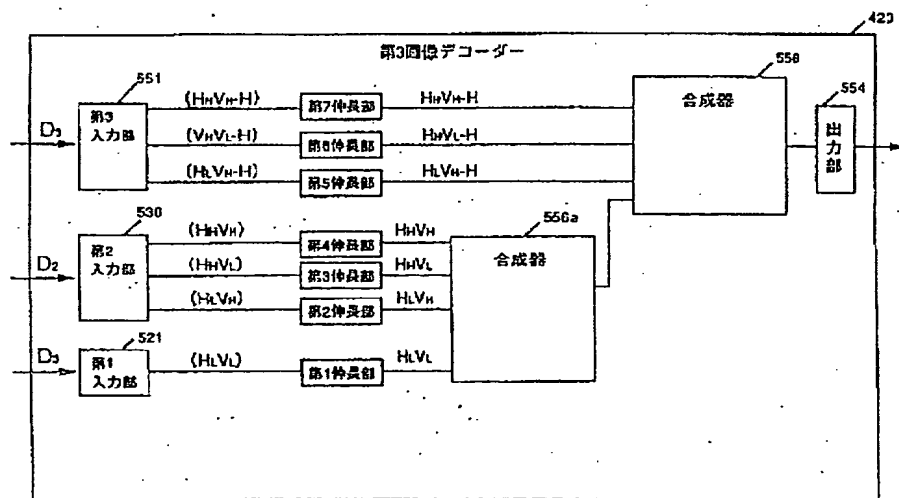 423
第3画像デコーダー
551
第3
入力部
D3
(HHVH-H)
第7伸長部
HHVH-H
(VHVL-H)
第6伸長部
HHVL-H
(HLVH-H)
第5伸長部
HLVH-H
556
合成器
554
出力部
530
第2
入力部
D2
(HHVH)
第4伸長部
HHVH
(HHVL)
第3伸長部
HHVL
(HLVH)
第2伸長部
HLVH
556a
合成器
521
第1
入力部
D3
(HLVL)
第1伸長部
HLVL